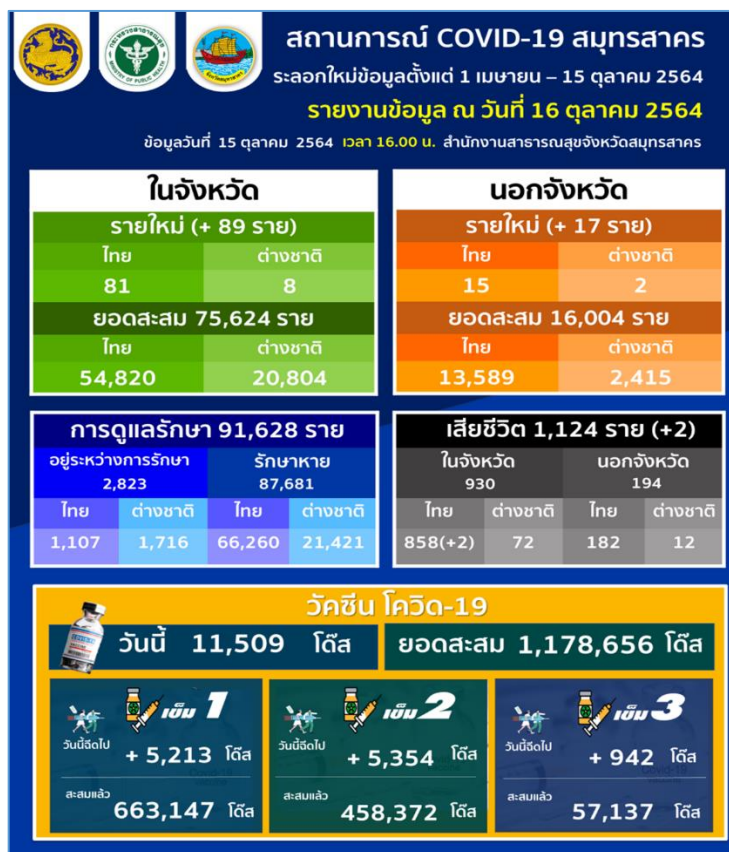 สถานการณ์ COVID-19 สมุทรสาคร
ระลอกใหม่ข้อมูลตั้งแต่ 1 เมษายน – 15 ตุลาคม 2564
รายงานข้อมูล ณ วันที่ 16 ตุลาคม 2564
ข้อมูลวันที่ 15 ตุลาคม 2564 เวลา 16.00 น. สำนักงานสาธารณสุขจังหวัดสมุทรสาคร
ในจังหวัด
รายใหม่ (+ 89 ราย)
ไทย ต่างชาติ
81 8
ยอดสะสม 75,624 ราย
ไทย ต่างชาติ
54,820 20,804
นอกจังหวัด
รายใหม่ (+ 17 ราย)
ไทย ต่างชาติ
15 2
ยอดสะสม 16,004 ราย
ไทย ต่างชาติ
13,589 2,415
การดูแลรักษา 91,628 ราย
อยู่ระหว่างการรักษา รักษาหาย
2,823 87,681
ไทย ต่างชาติ ไทย ต่างชาติ
1,107 1,716 66,260 21,421
เสียชีวิต 1,124 ราย (+2)
ในจังหวัด นอกจังหวัด
930 194
ไทย ต่างชาติ ไทย ต่างชาติ
858(+2) 72 182 12
วัคซีน โควิด-19
วันนี้ 11,509 โด๊ส
ยอดสะสม 1,178,656 โด๊ส
เข็ม 1
วันนี้ฉีดไป + 5,213 โด๊ส
สะสมแล้ว
663,147 โด๊ส
เข็ม 2
วันนี้ฉีดไป + 5,354 โด๊ส
สะสมแล้ว
458,372 โด๊ส
เข็ม 3
วันนี้ฉีดไป + 942 โด๊ส
สะสมแล้ว
57,137 โด๊ส